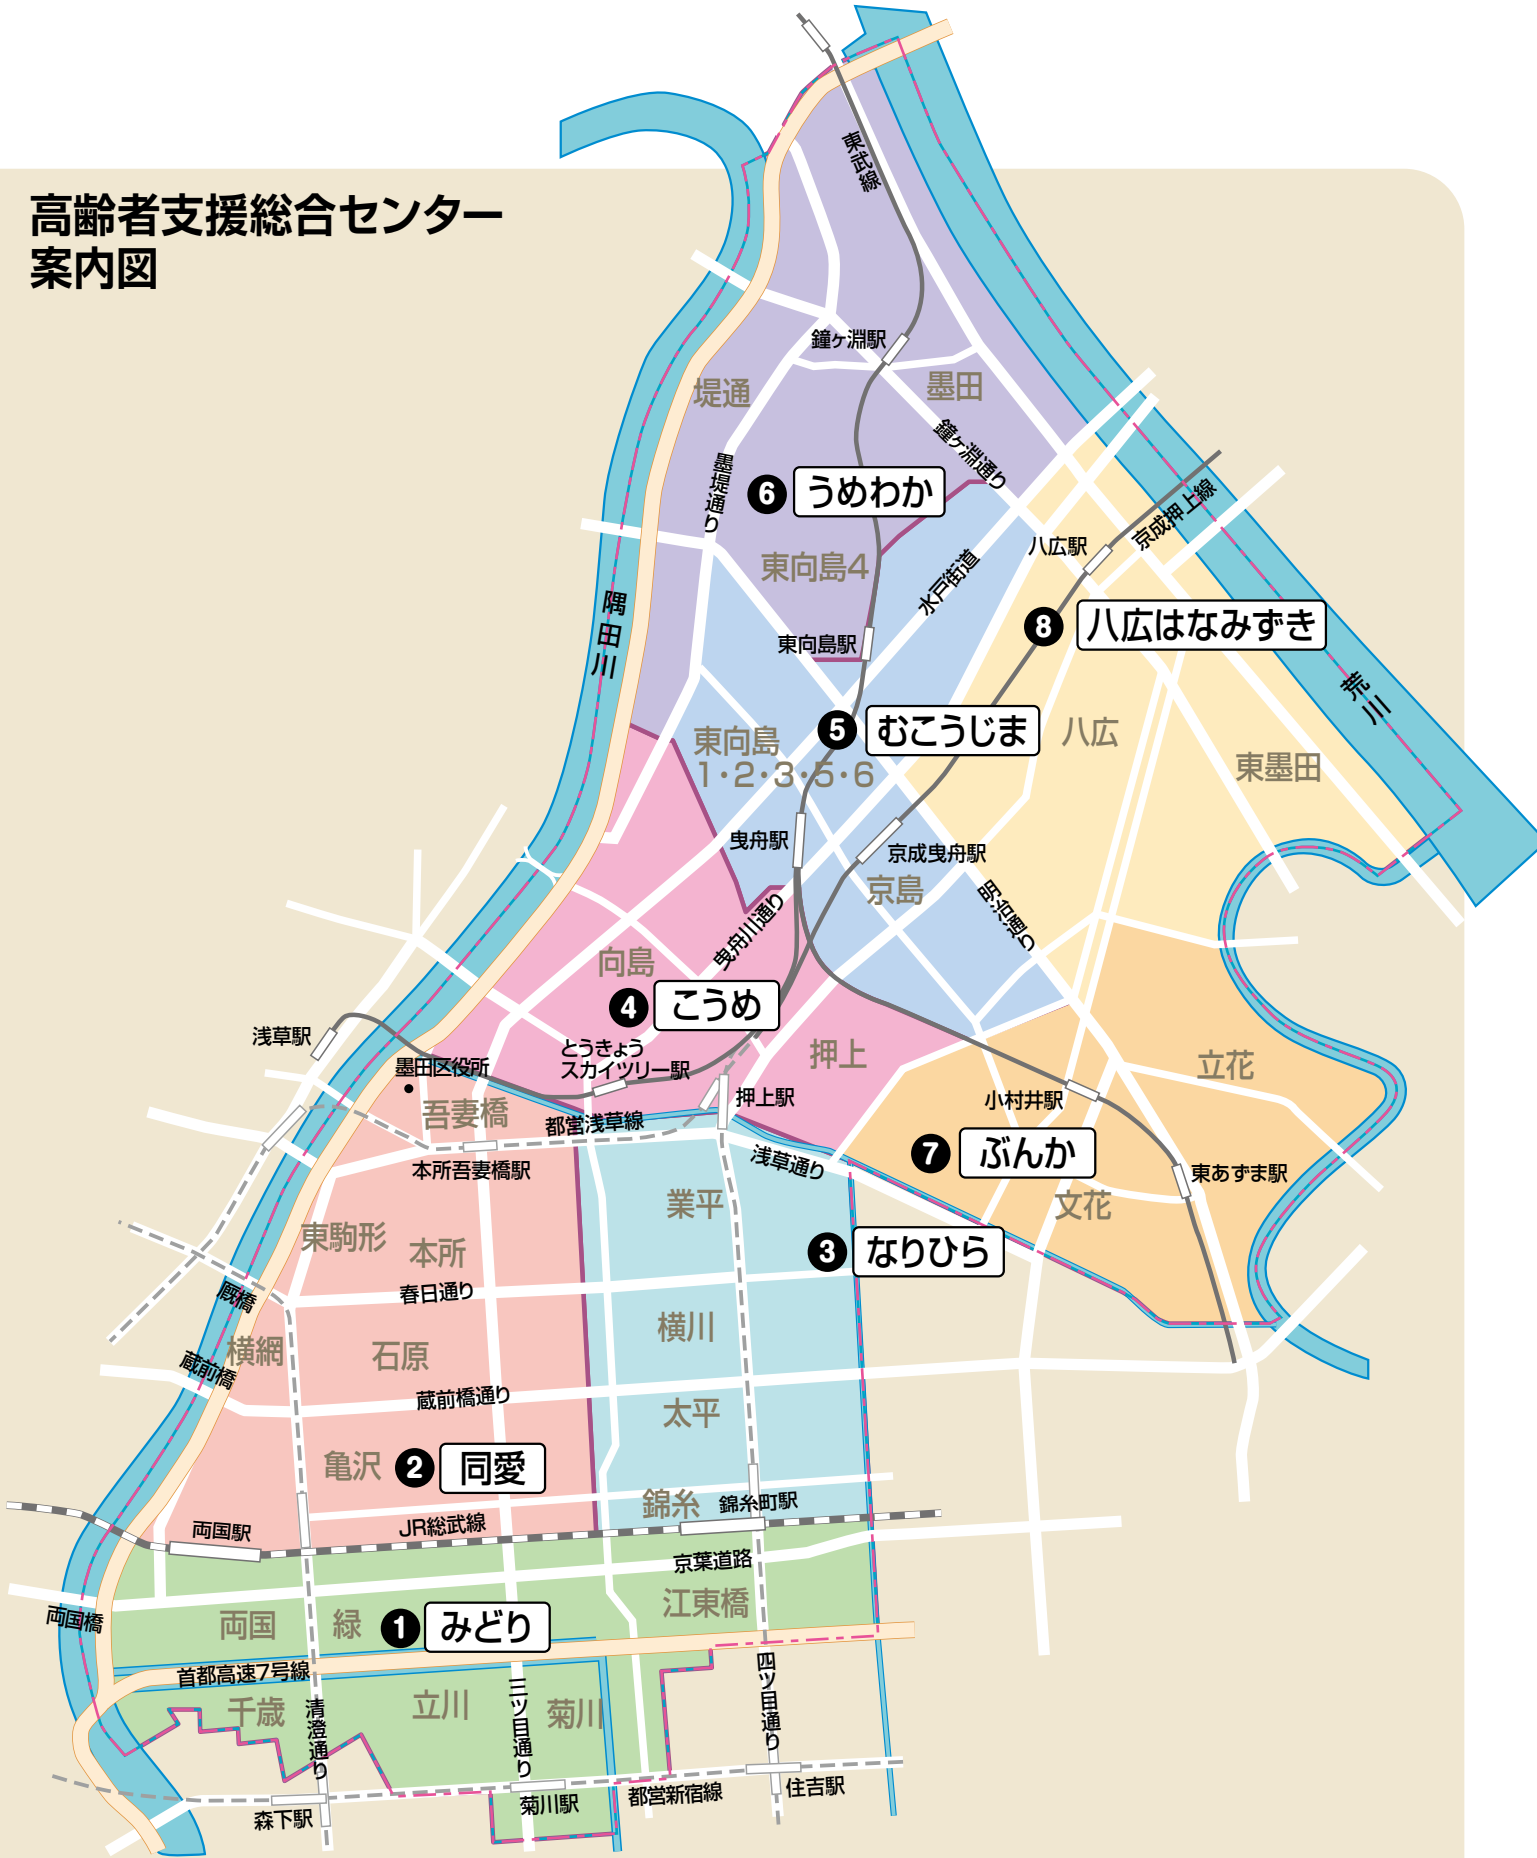 高齢者支援総合センター
案内図
東武線
鐘ヶ淵駅
堤通
墨田
鐘ヶ淵通り
墨堤通り
6 うめわか
東向島4
水戸街道
八広駅
京成押上線
隅田川
8 八広はなみずき
東向島駅
荒川
5 むこうじま
東向島
1・2・3・5・6
八広
東墨田
曳舟駅
京成曳舟駅
京島
明治通り
曳舟川通り
向島
4 こうめ
浅草駅
とうきょう
スカイツリー駅
墨田区役所
押上
立花
吾妻橋
都営浅草線
押上駅
小村井駅
本所吾妻橋駅
浅草通り
7 ぶんか
東あずま駅
文花
業平
東駒形
本所
3 なりひら
厩橋
春日通り
横川
横網
石原
蔵前橋
蔵前橋通り
太平
亀沢
2 同愛
錦糸
錦糸町駅
両国駅
JR総武線
京葉道路
両国橋
両国
緑
1 みどり
江東橋
首都高速7号線
千歳
清澄通り
立川
三ツ目通り
菊川
四ツ目通り
森下駅
菊川駅
都営新宿線
住吉駅